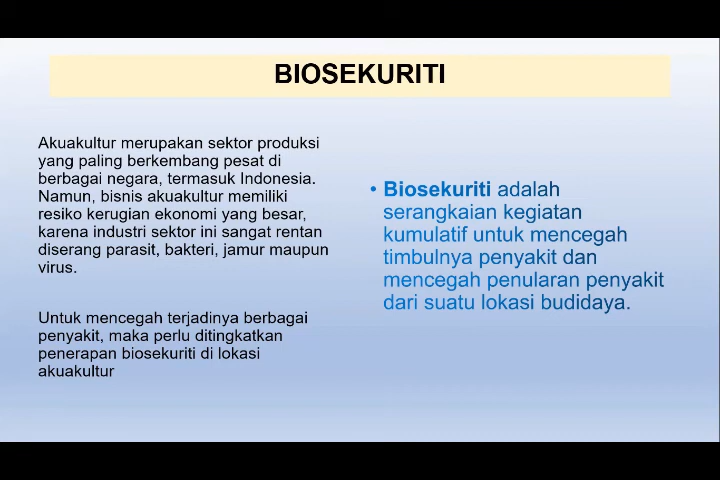 BIOSEKURITI
Akuakultur merupakan sektor produksi
yang paling berkembang pesat di
berbagai negara, termasuk Indonesia.
Namun, bisnis akuakultur memiliki
resiko kerugian ekonomi yang besar,
karena industri sektor ini sangat rentan
diserang parasit, bakteri, jamur maupun
virus.
Untuk mencegah terjadinya berbagai
penyakit, maka perlu ditingkatkan
penerapan biosekuriti di lokasi
akuakultur
• Biosekuriti adalah
serangkaian kegiatan
kumulatif untuk mencegah
timbulnya penyakit dan
mencegah penularan penyakit
dari suatu lokasi budidaya.